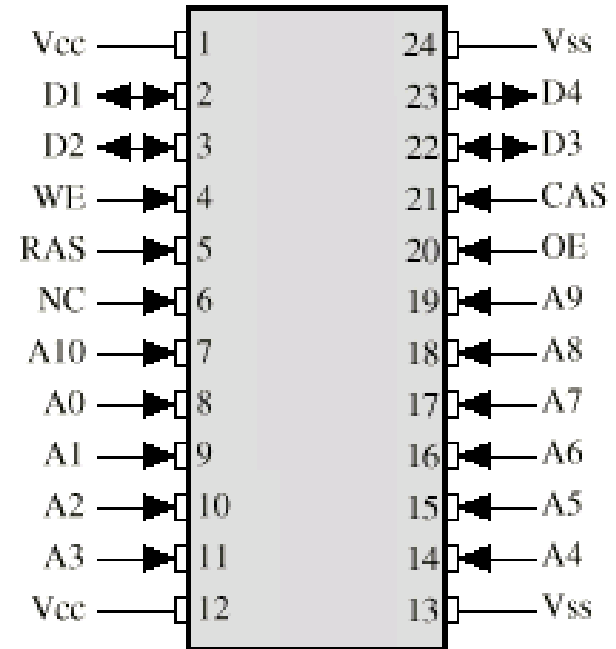 Vcc 1 24 Vss
D1 2 23 D4
D2 3 22 D3
WE 4 21 CAS
RAS 5 20 OE
NC 6 19 A9
A10 7 18 A8
A0 8 17 A7
A1 9 16 A6
A2 10 15 A5
A3 11 14 A4
Vcc 12 13 Vss